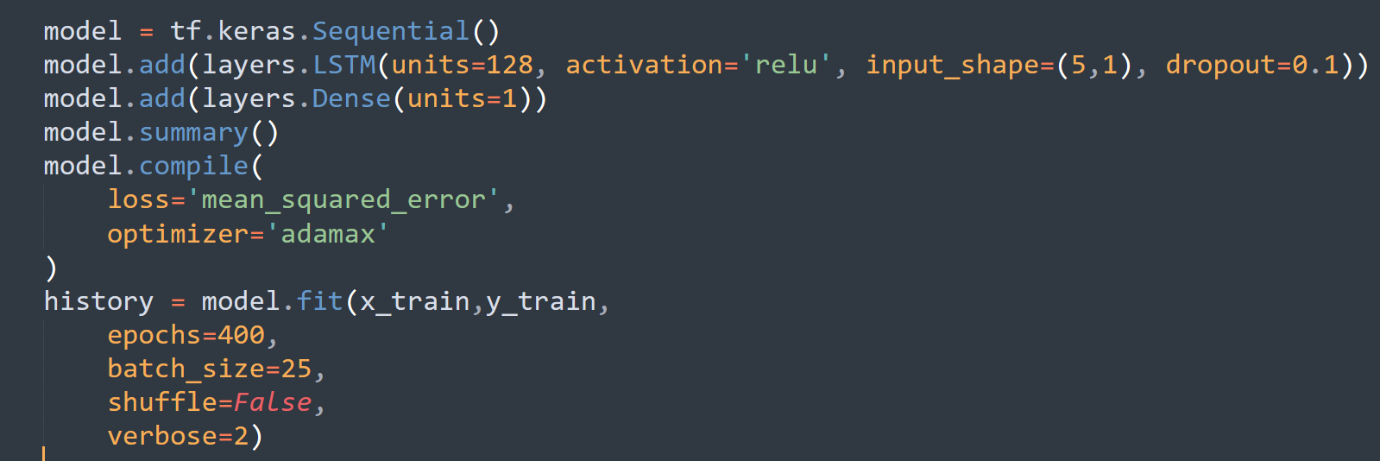 model = tf.keras.Sequential()
model.add(layers.LSTM(units=128, activation='relu', input_shape=(5,1), dropout=0.1))
model.add(layers.Dense(units=1))
model.summary()
model.compile(
    loss='mean_squared_error',
    optimizer='adamax'
)
history = model.fit(x_train,y_train,
    epochs=400,
    batch_size=25,
    shuffle=False,
    verbose=2)